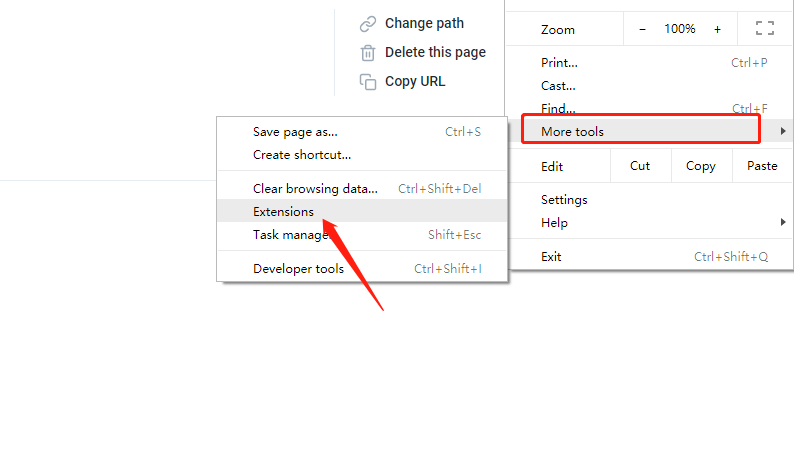 Change path
Delete this page
Copy URL
Zoom - 100% +
Print... Ctrl+P
Cast...
Find... Ctrl+F
More tools
Edit Cut Copy Paste
Settings
Help
Exit Ctrl+Shift+Q
Save page as... Ctrl+S
Create shortcut...
Clear browsing data... Ctrl+Shift+Del
Extensions
Task manage Shift+Esc
Developer tools Ctrl+Shift+I